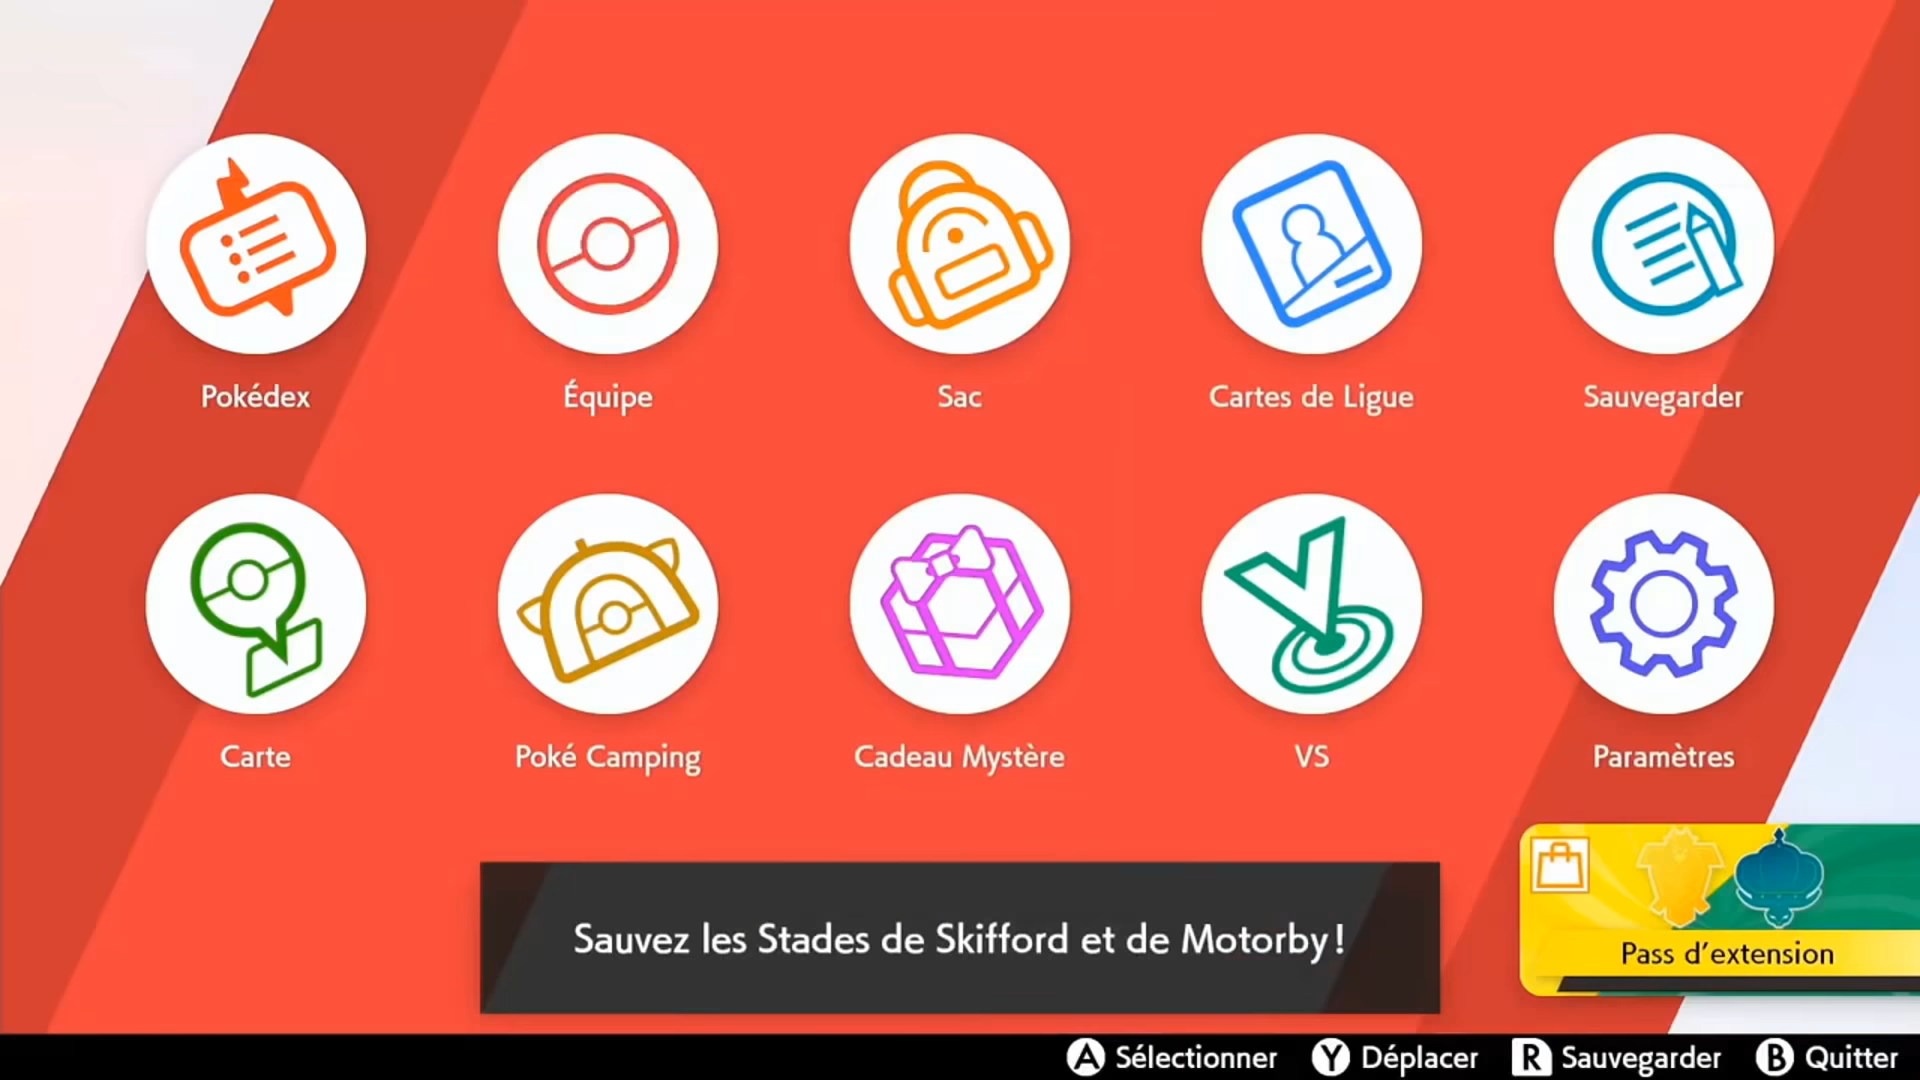 Pokédex
Équipe
Sac
Cartes de Ligue
Sauvegarder
Carte
Poké Camping
Cadeau Mystère
VS
Paramètres
Sauvez les Stades de Skifford et de Motorby !
Pass d'extension
A Sélectionner Y Déplacer R Sauvegarder B Quitter